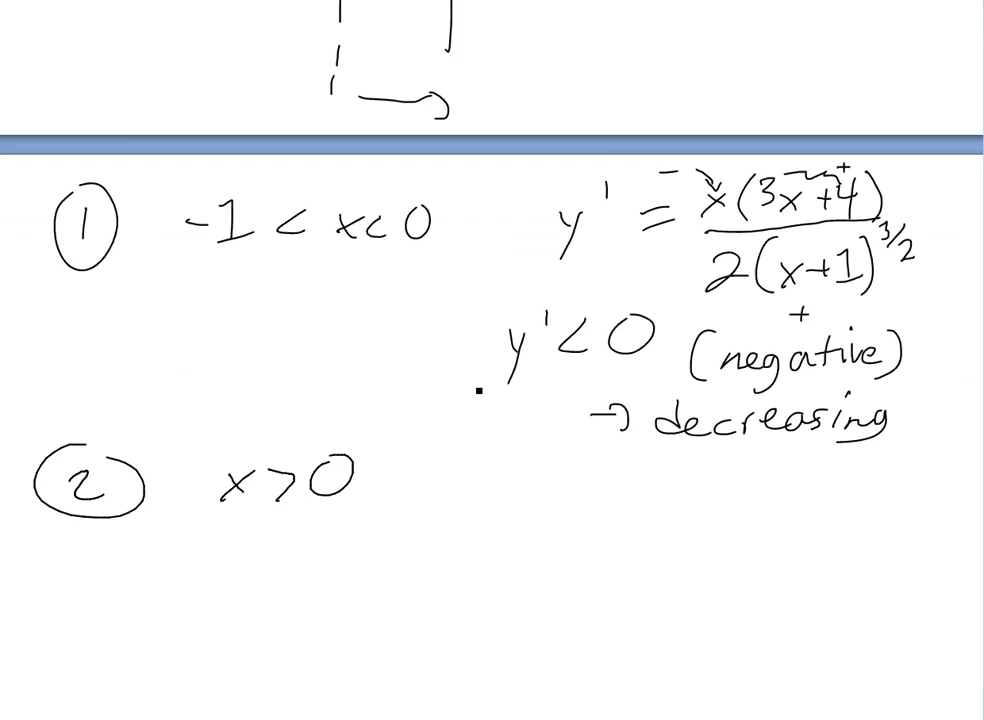 ① -1 < x < 0 y' = x(3x+4) / 2(x+1)^{3/2}
y' < 0 (negative)
→ decreasing
② x > 0